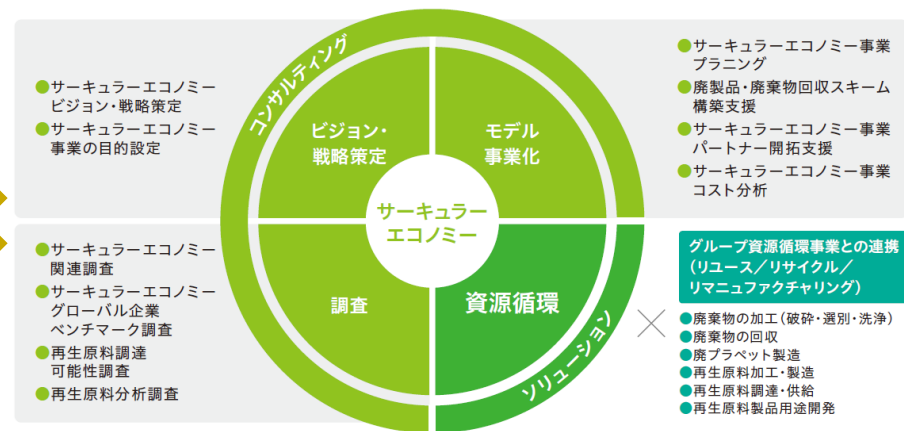 コンサルティング
●サーキュラーエコノミー
ビジョン・戦略策定
●サーキュラーエコノミー
事業の目的設定
ビジョン・
戦略策定
モデル
事業化
●サーキュラーエコノミー事業
プラニング
●廃製品・廃棄物回収スキーム
構築支援
●サーキュラーエコノミー事業
パートナー開拓支援
●サーキュラーエコノミー事業
コスト分析
サーキュラー
エコノミー
●サーキュラーエコノミー
関連調査
●サーキュラーエコノミー
グローバル企業
ベンチマーク調査
●再生原料調達
可能性調査
●再生原料分析調査
調査
資源循環
ソリューション
グループ資源循環事業との連携
（リユース／リサイクル／
リマニュファクチャリング）
●廃棄物の加工（破砕・選別・洗浄）
●廃棄物の回収
●廃プラペット製造
●再生原料加工・製造
●再生原料調達・供給
●再生原料製品用途開発